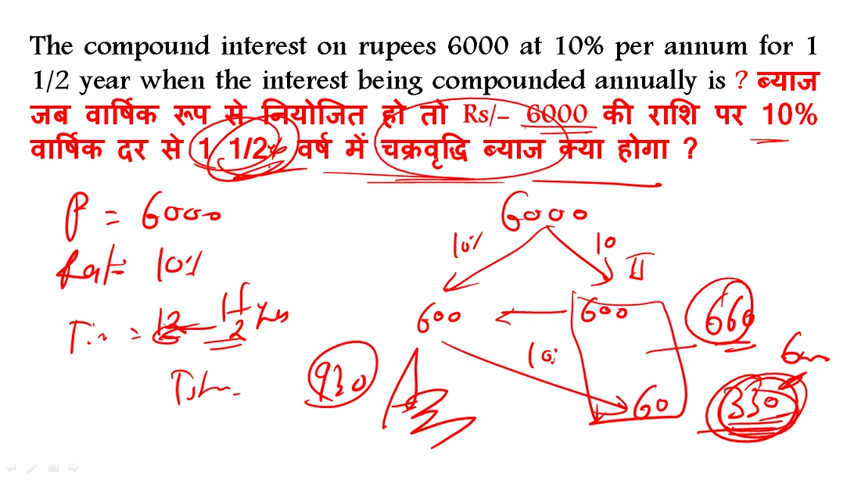 The compound interest on rupees 6000 at 10% per annum for 1
1/2 year when the interest being compounded annually is ? ब्याज
जब वार्षिक रूप से नियोजित हो तो Rs/- 6000 की राशि पर 10%
वार्षिक दर से 1 1/2 वर्ष में चक्रवृद्धि ब्याज क्या होगा ?
P = 6000
6000
10%
10
Rate 10%
II
600
600
660
10
6m
930
60
330